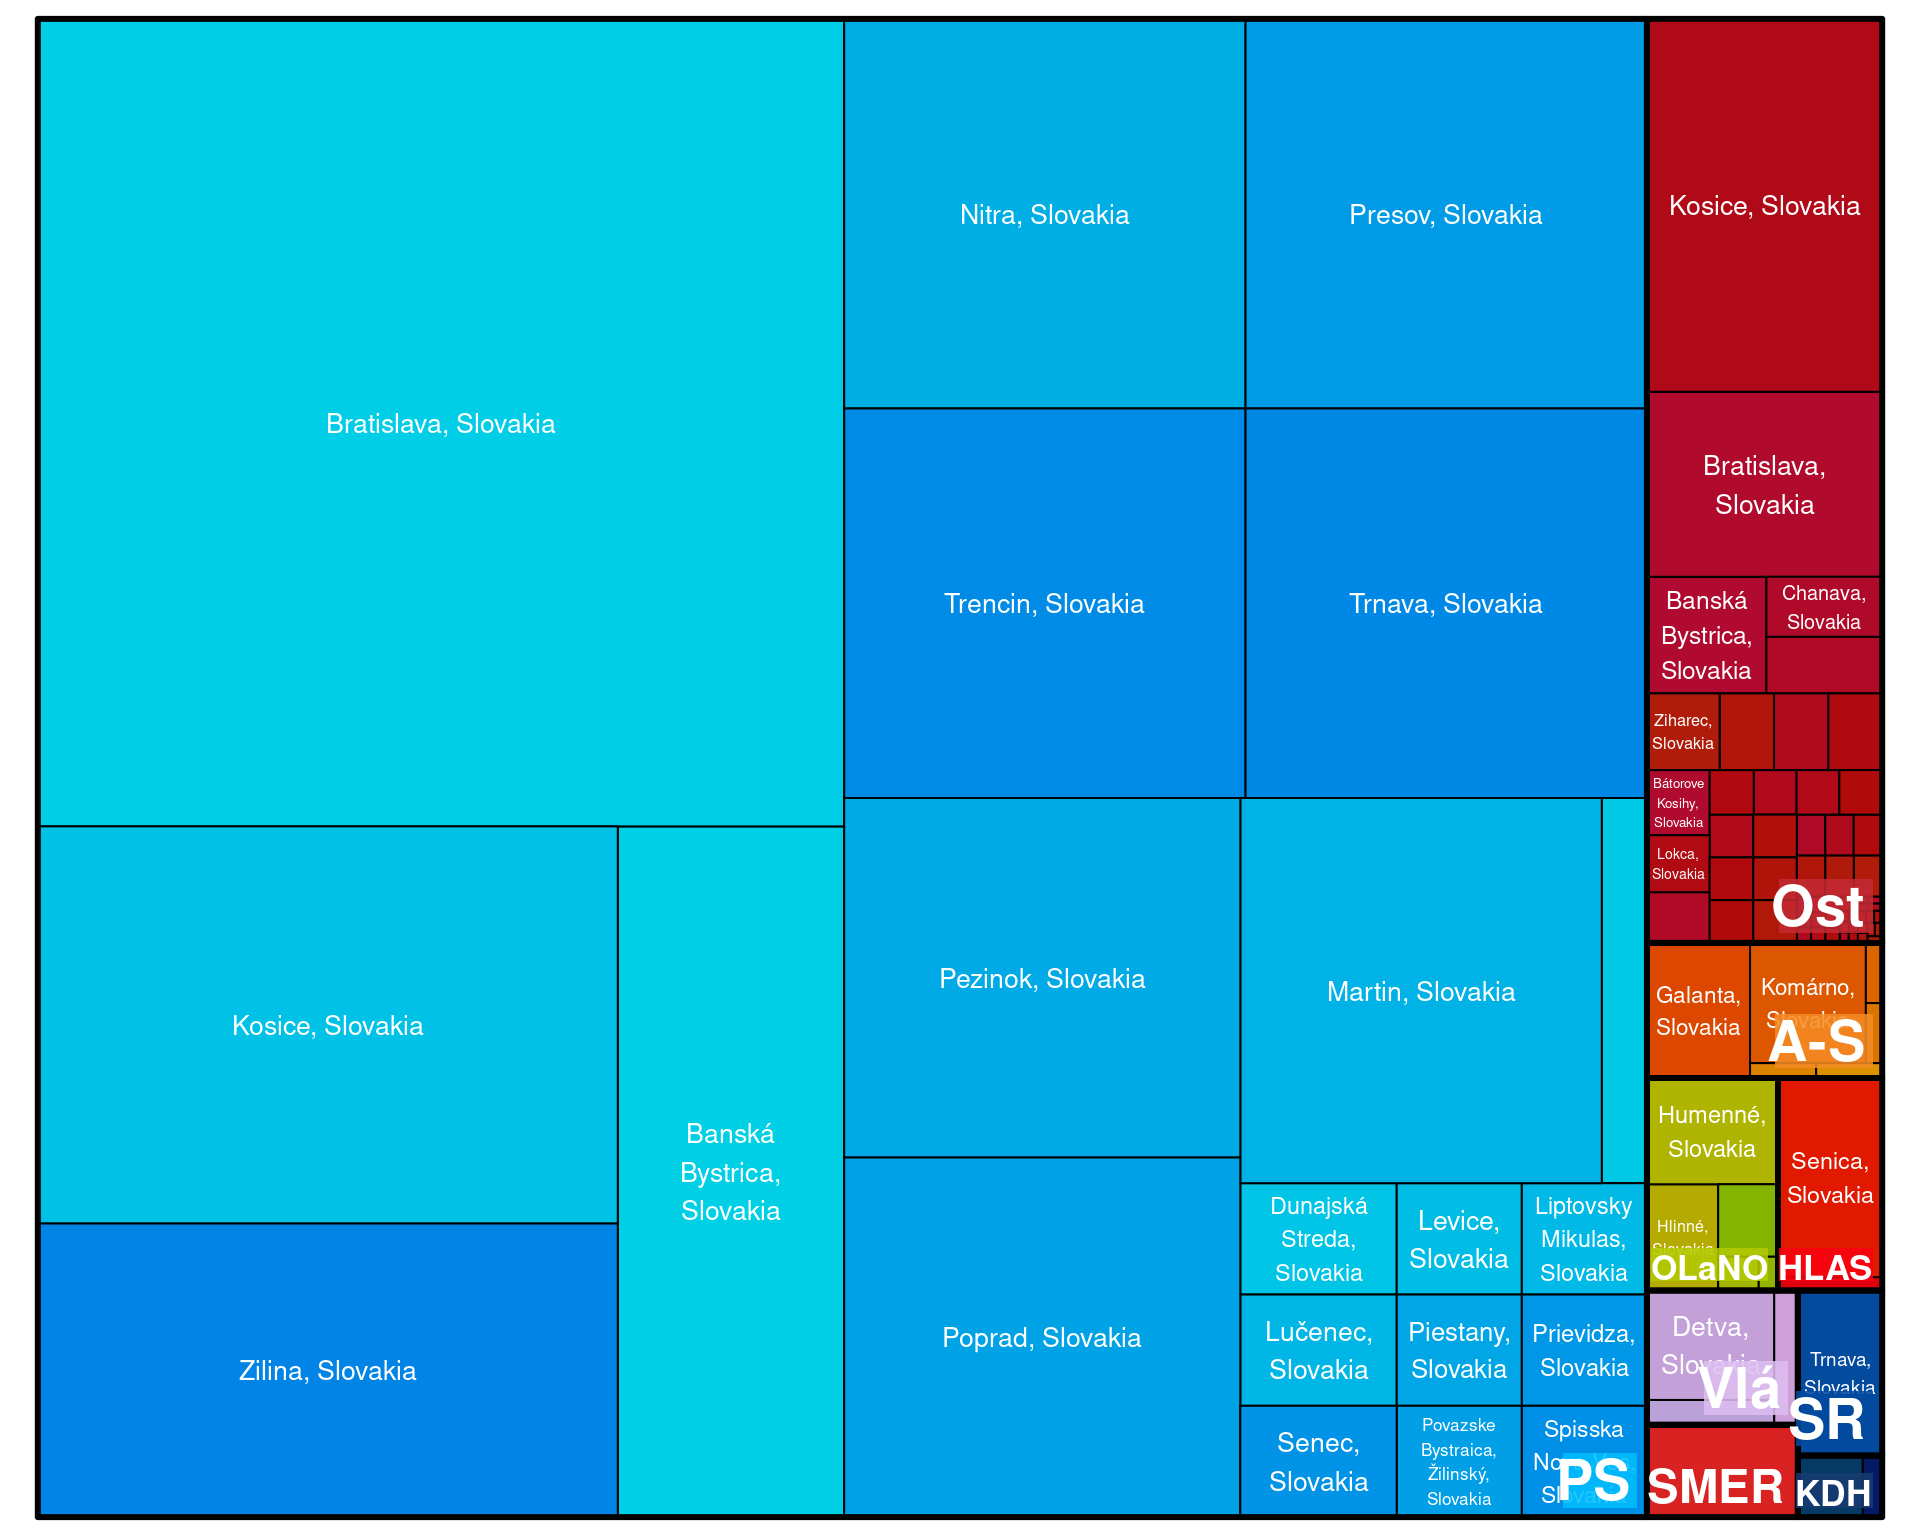 Bratislava, Slovakia
Nitra, Slovakia
Presov, Slovakia
Trencin, Slovakia
Trnava, Slovakia
Kosice, Slovakia
Zilina, Slovakia
Banská
Bystrica,
Slovakia
Pezinok, Slovakia
Poprad, Slovakia
Martin, Slovakia
Dunajská
Streda,
Slovakia
Levice,
Slovakia
Liptovsky
Mikulas,
Slovakia
Lučenec,
Slovakia
Piestany,
Slovakia
Prievidza,
Slovakia
Senec,
Slovakia
Povazske
Bystraica,
Žilinský,
Slovakia
Spisska
PS
Kosice, Slovakia
Bratislava,
Slovakia
Banská
Bystrica,
Slovakia
Chanava,
Slovakia
Ziharec,
Slovakia
Bátorove
Kosihy,
Slovakia
Lokca,
Slovakia
Ost
Galanta,
Slovakia
Komárno,
Slovakia
A-S
Humenné,
Slovakia
Hlinné,
Slovakia
OLaNO
Senica,
Slovakia
HLAS
Detva,
Slovakia
Vlá
Trnava,
Slovakia
SR
SMER
KDH